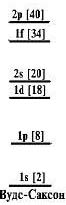 2p [40]
1f [34]
2s [20]
1d [18]
1p [8]
1s [2]
Вудс-Саксон